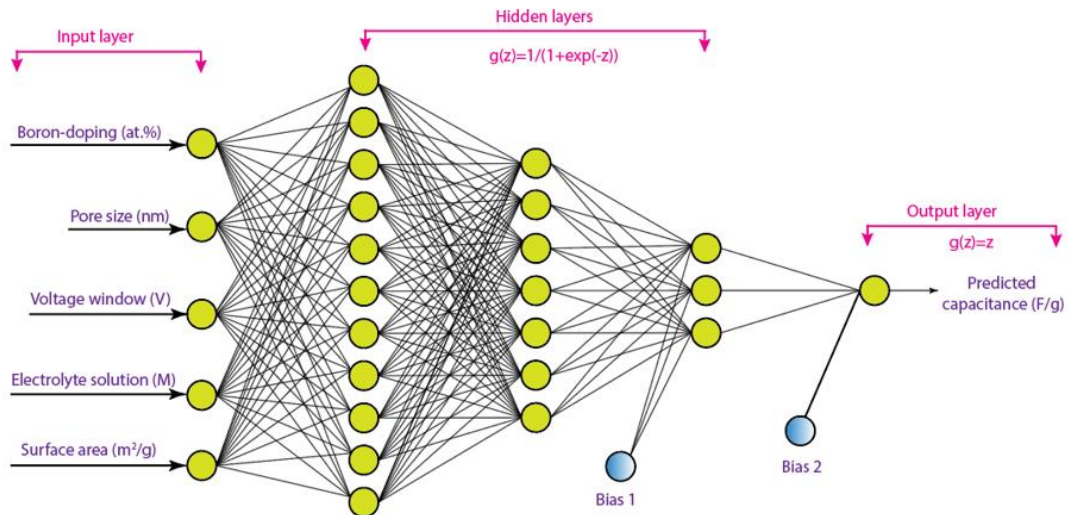 Input layer
Hidden layers
g(z)=1/(1+exp(-z))
Boron-doping (at.%)
Pore size (nm)
Voltage window (V)
Electrolyte solution (M)
Surface area (m²/g)
Bias 1
Bias 2
Output layer
g(z)=z
Predicted
capacitance (F/g)